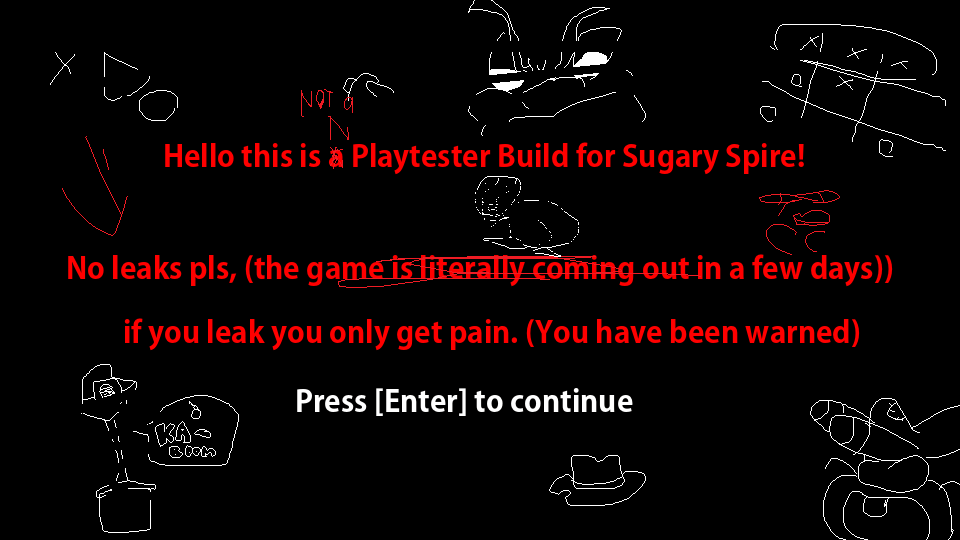 NOT a
N
Hello this is a Playtester Build for Sugary Spire!
No leaks pls, (the game is literally coming out in a few days))
if you leak you only get pain. (You have been warned)
Press [Enter] to continue
KA-
BOOM